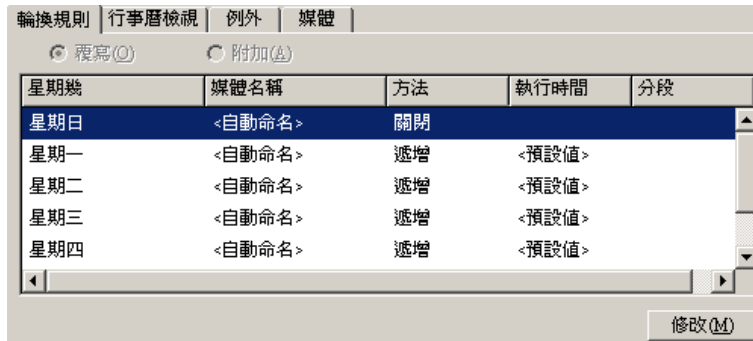 輪換規則 行事曆檢視 例外 媒體
覆寫(O) 附加(A)
星期幾 媒體名稱 方法 執行時間 分段
星期日 <自動命名> 關閉
星期一 <自動命名> 遞增 <預設值>
星期二 <自動命名> 遞增 <預設值>
星期三 <自動命名> 遞增 <預設值>
星期四 <自動命名> 遞增 <預設值>
修改(M)